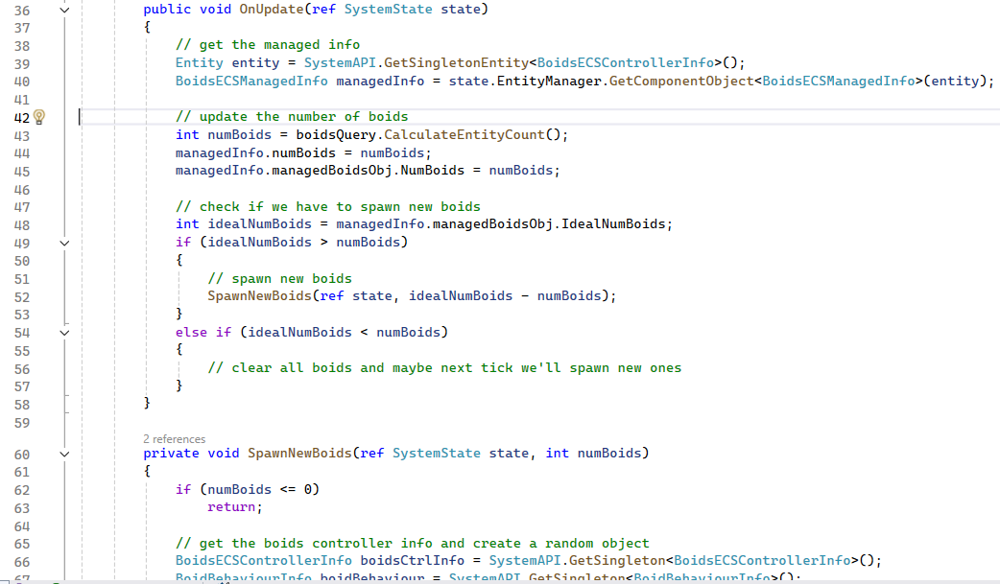 36 public void OnUpdate(ref SystemState state)
37 {
38 // get the managed info
39 Entity entity = SystemAPI.GetSingletonEntity<BoidsECSControllerInfo>();
40 BoidsECSManagedInfo managedInfo = state.EntityManager.GetComponentObject<BoidsECSManagedInfo>(entity);
41
42 // update the number of boids
43 int numBoids = boidsQuery.CalculateEntityCount();
44 managedInfo.numBoids = numBoids;
45 managedInfo.managedBoidsObj.NumBoids = numBoids;
46
47 // check if we have to spawn new boids
48 int idealNumBoids = managedInfo.managedBoidsObj.IdealNumBoids;
49 if (idealNumBoids > numBoids)
50 {
51 // spawn new boids
52 SpawnNewBoids(ref state, idealNumBoids - numBoids);
53 }
54 else if (idealNumBoids < numBoids)
55 {
56 // clear all boids and maybe next tick we'll spawn new ones
57 }
58 }
59
2 references
60 private void SpawnNewBoids(ref SystemState state, int numBoids)
61 {
62 if (numBoids <= 0)
63 return;
64
65 // get the boids controller info and create a random object
66 BoidsECSControllerInfo boidsCtrlInfo = SystemAPI.GetSingleton<BoidsECSControllerInfo>();
67 BoidBehaviourInfo boidBehaviour = SystemAPI.GetSingleton<BoidBehaviourInfo>();